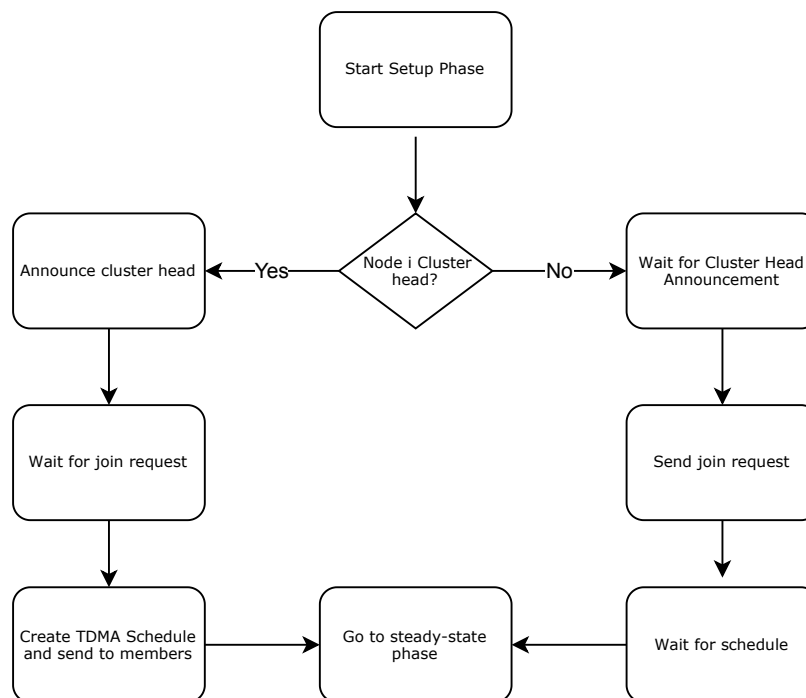 Start Setup Phase
Announce cluster head
Yes
Node i Cluster
head?
No
Wait for Cluster Head
Announcement
Wait for join request
Send join request
Create TDMA Schedule
and send to members
Go to steady-state
phase
Wait for schedule